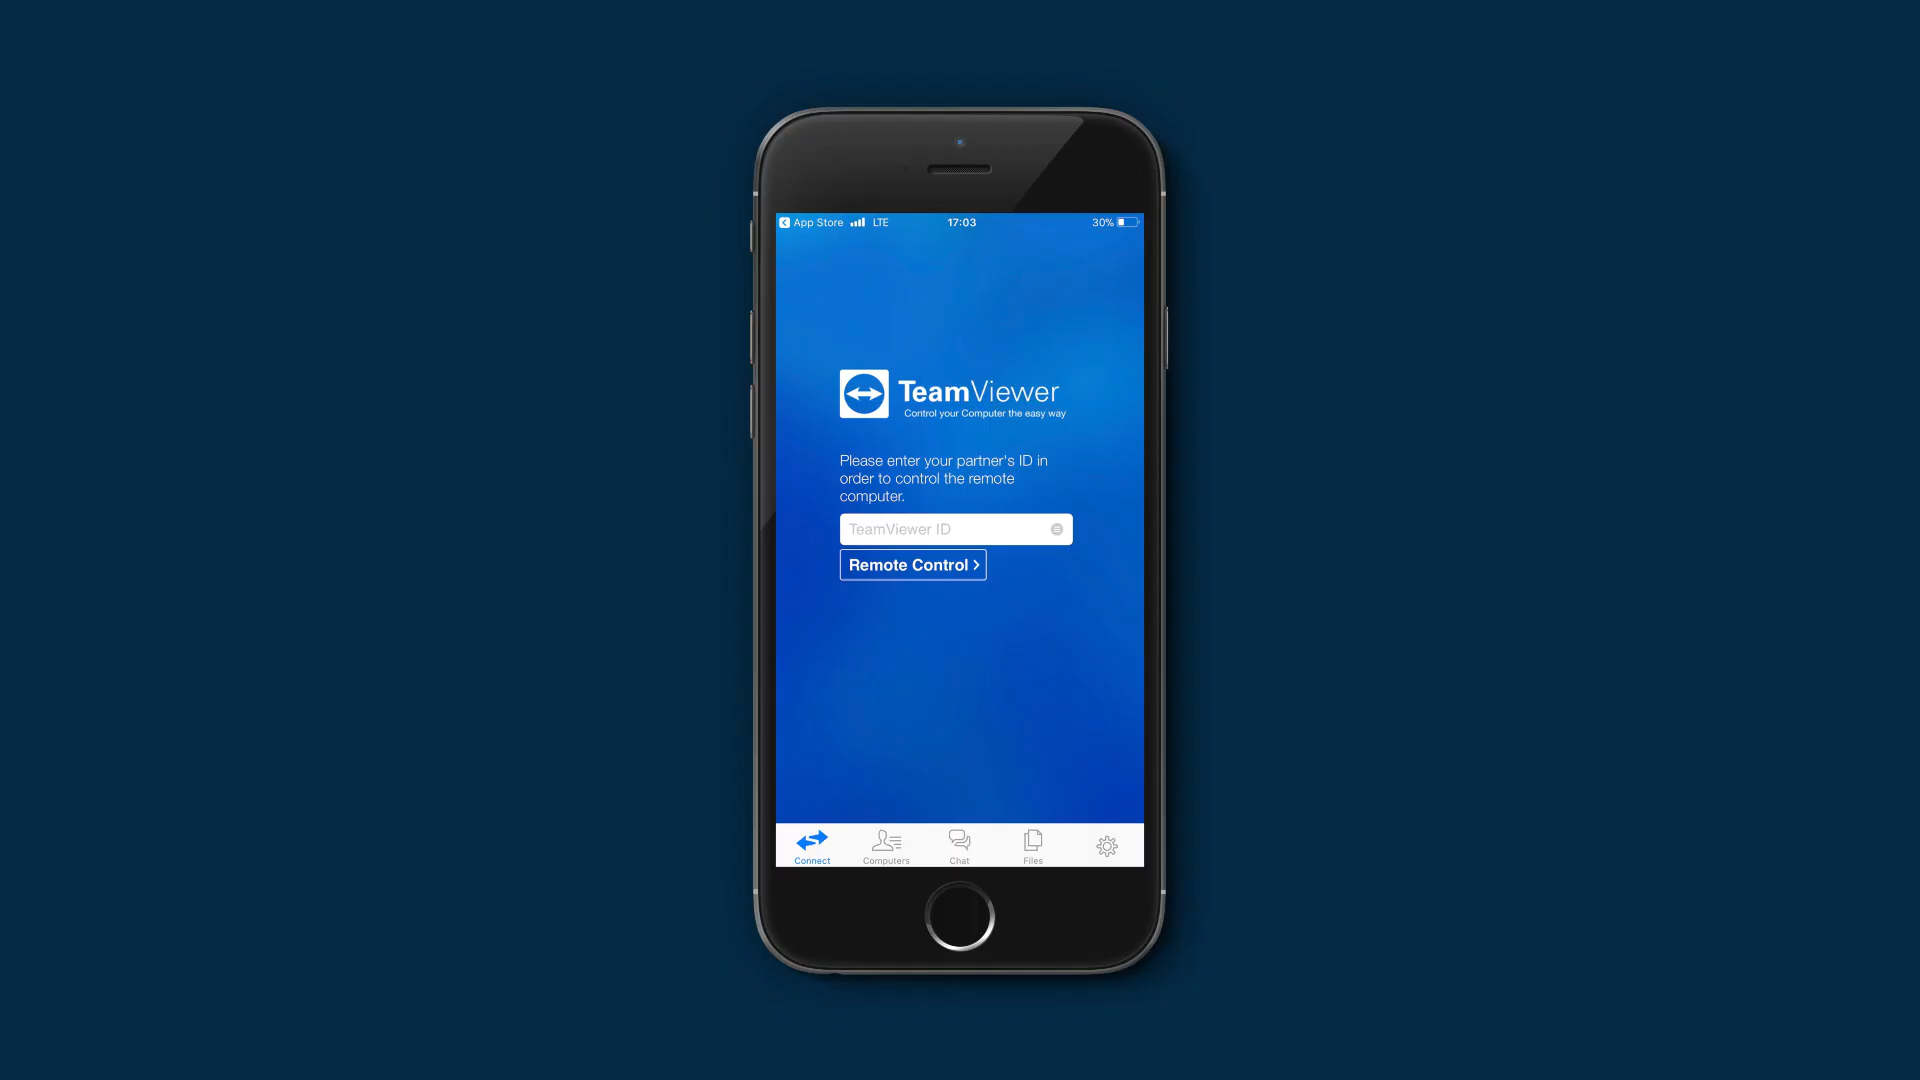 App Store LTE 17:03 30%
TeamViewer
Control your Computer the easy way
Please enter your partner's ID in
order to control the remote
computer.
TeamViewer ID
Remote Control
Connect Computers Chat Files